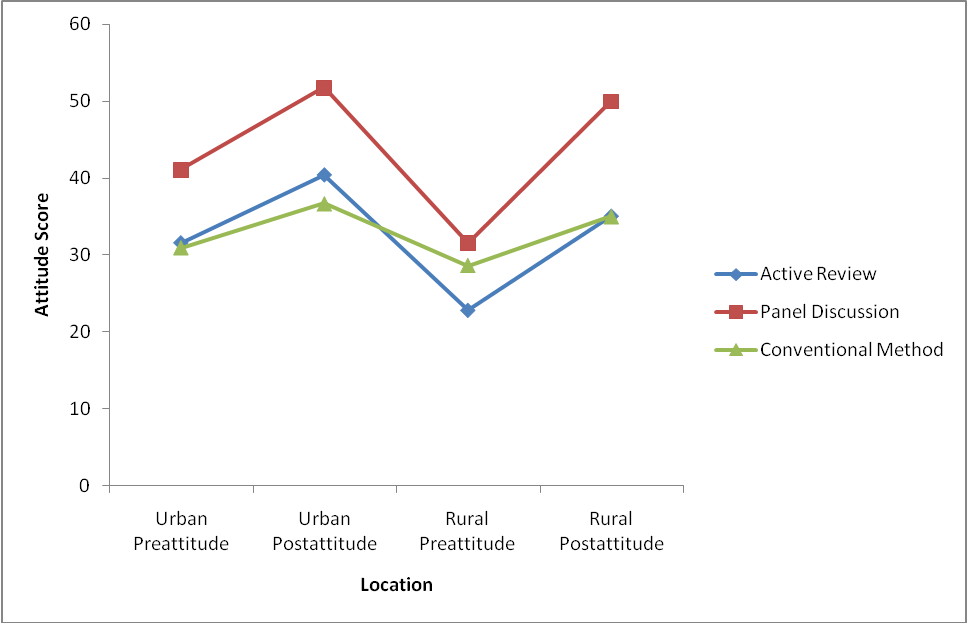 60
50
40
30
20
10
0
Attitude Score
Urban
Preattitude
Urban
Postattitude
Rural
Preattitude
Rural
Postattitude
Location
Active Review
Panel Discussion
Conventional Method